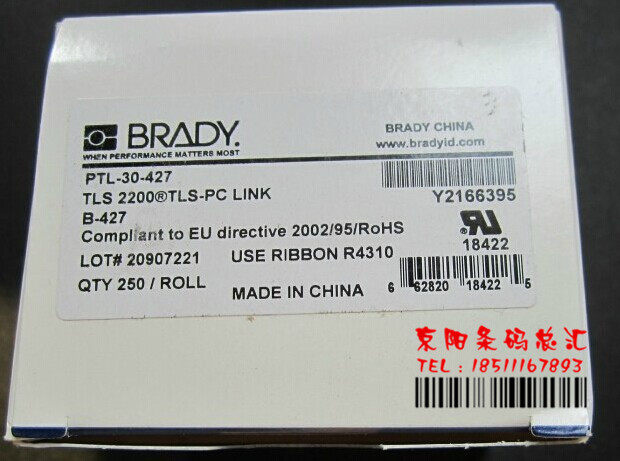 BRADY.
WHEN PERFORMANCE MATTERS MOST
BRADY CHINA
www.bradyid.com
PTL-30-427
TLS 2200®TLS-PC LINK
Y2166395
B-427
Compliant to EU directive 2002/95/RoHS
18422
LOT# 20907221
USE RIBBON R4310
QTY 250 / ROLL
MADE IN CHINA
6 62820 18422 5
京阳条码总汇
TEL:18511167893